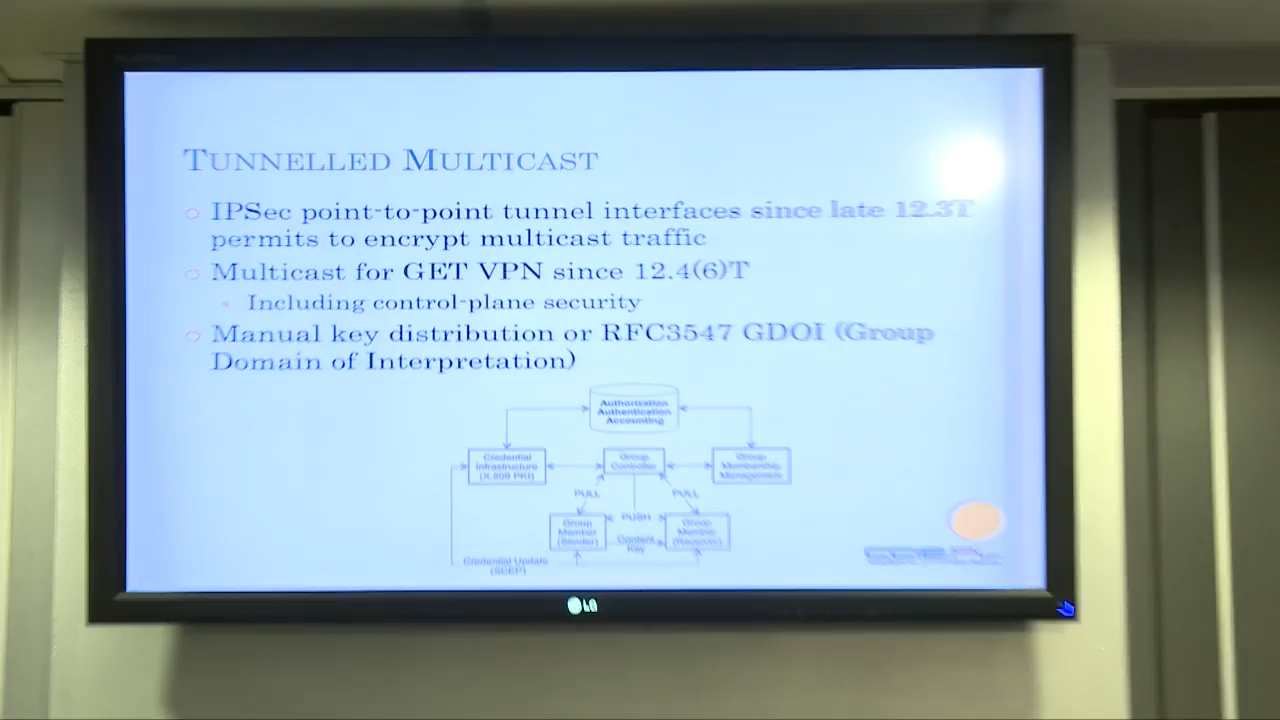 TUNNELLED MULTICAST
IPSec point-to-point tunnel interfaces since late 12.3T
permits to encrypt multicast traffic
Multicast for GET VPN since 12.4(6)T
Including control-plane security
Manual key distribution or RFC3547 GDOI (Group
Domain of Interpretation)
Authorization
Authentication
Accounting
Credential
Infrastructure
(X.509 PKI)
Group
Controller
Group
Membership
Management
PULL
PULL
PUSH
Group
Member
(Sender)
Content
Key
Group
Member
(Receiver)
Credential Update
(SCEP)
LG